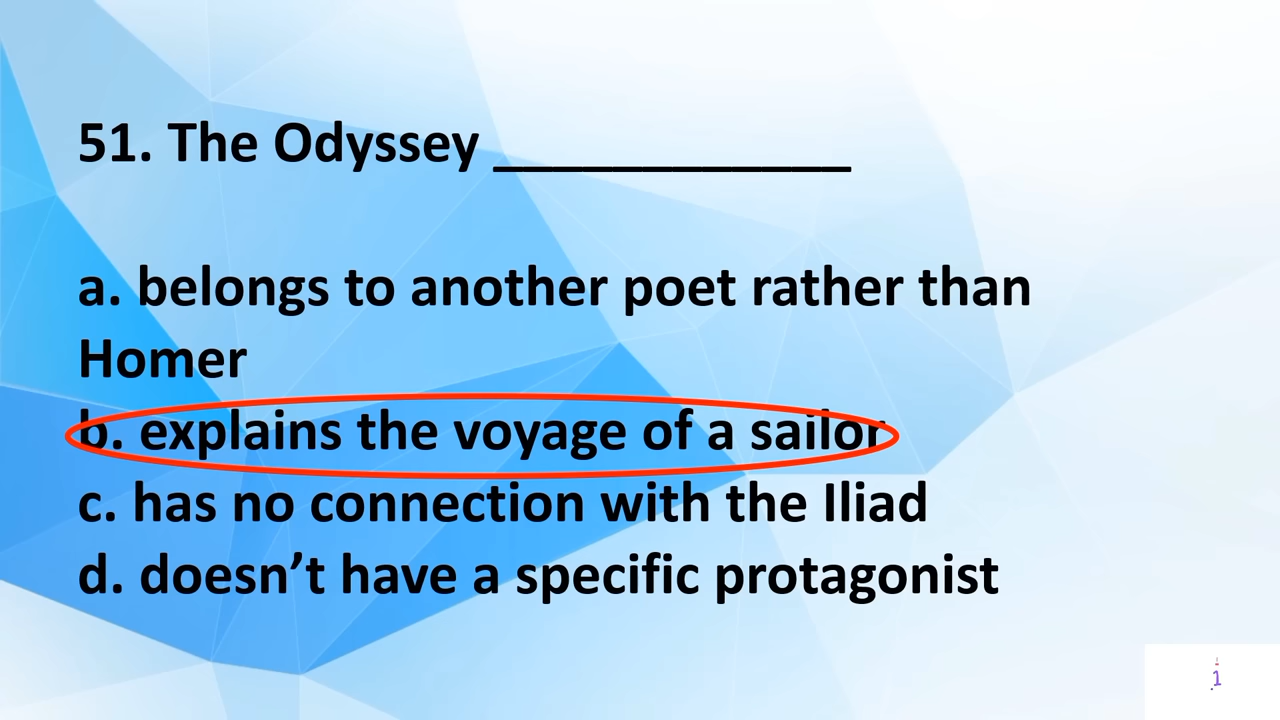 51. The Odyssey ____________
a. belongs to another poet rather than
Homer
b. explains the voyage of a sailor
c. has no connection with the Iliad
d. doesn’t have a specific protagonist
1